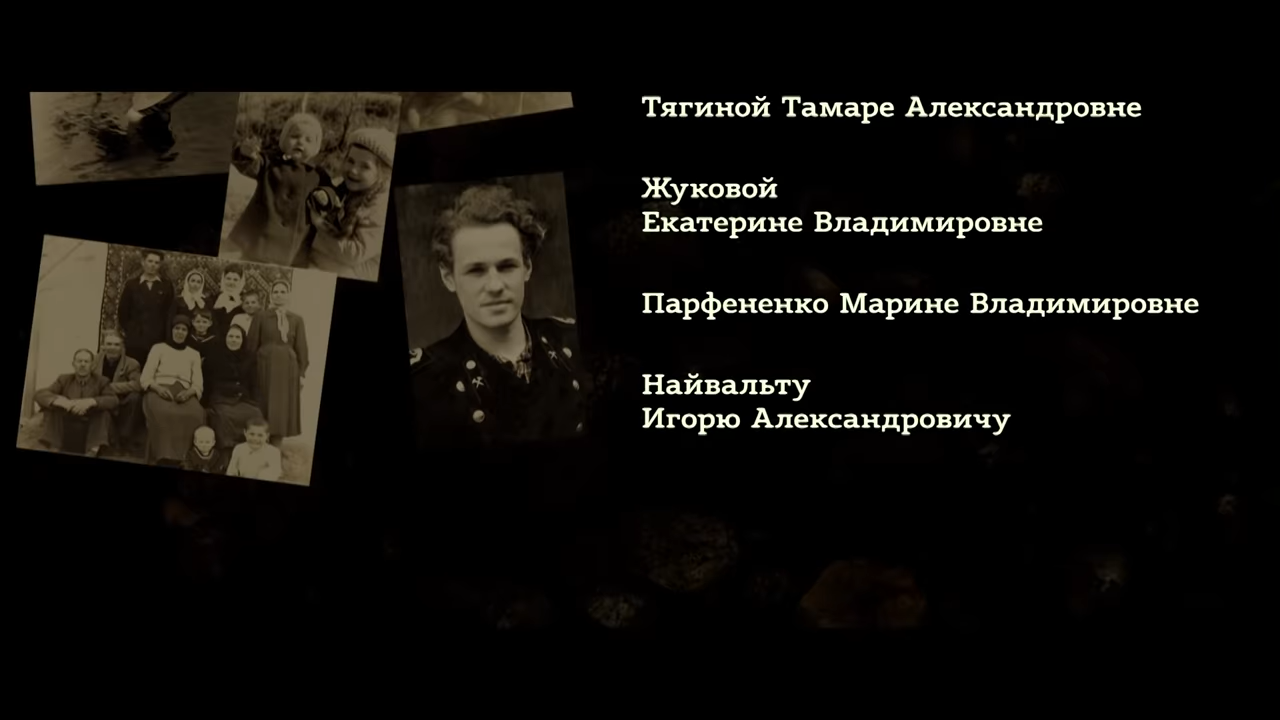 Тягиной Тамаре Александровне
Жуковой
Екатерине Владимировне
Парфененко Марине Владимировне
Найвальту
Игорю Александровичу